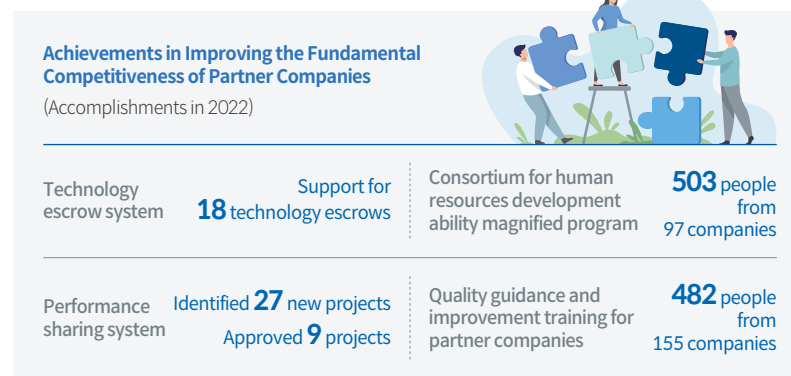 Achievements in Improving the Fundamental
Competitiveness of Partner Companies
(Accomplishments in 2022)
Technology
escrow system
Support for
18 technology escrows
Consortium for human
resources development
ability magnified program
503 people
from
97 companies
Performance
sharing system
Identified 27 new projects
Approved 9 projects
Quality guidance and
improvement training for
partner companies
482 people
from
155 companies